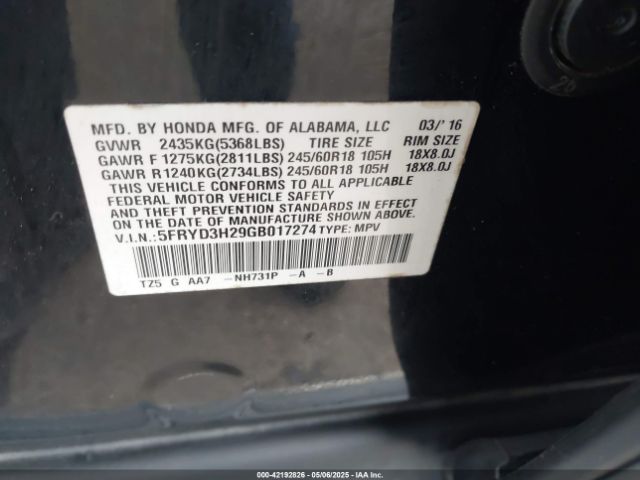 MFD. BY HONDA MFG. OF ALABAMA, LLC 03/'16
GVWR 2435KG(5368LBS) TIRE SIZE RIM SIZE
GAWR F 1275KG(2811LBS) 245/60R18 105H 18X8.0J
GAWR R 1240KG(2734LBS) 245/60R18 105H 18X8.0J
THIS VEHICLE CONFORMS TO ALL APPLICABLE
FEDERAL MOTOR VEHICLE SAFETY
AND THEFT PREVENTION STANDARDS IN EFFECT
ON THE DATE OF MANUFACTURE SHOWN ABOVE.
V.I.N.:5FRYD3H29GB017274 TYPE: MPV
TZ5 G AA7 -NH731P -A -B
000-42192826 - 05/06/2025 - IAA Inc.